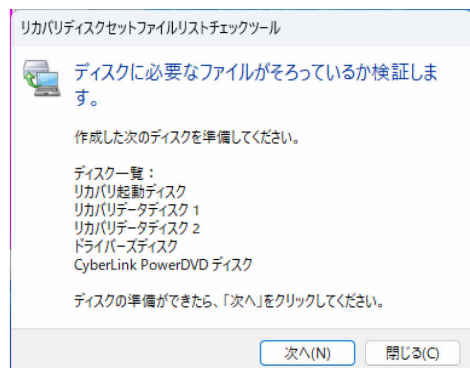 リカバリディスクセットファイルリストチェックツール
ディスクに必要なファイルがそろっているか検証しま
す。
作成した次のディスクを準備してください。
ディスク一覧：
リカバリ起動ディスク
リカバリデータディスク 1
リカバリデータディスク 2
ドライバーズディスク
CyberLink PowerDVD ディスク
ディスクの準備ができたら、「次へ」をクリックしてください。
次へ(N)
閉じる(C)